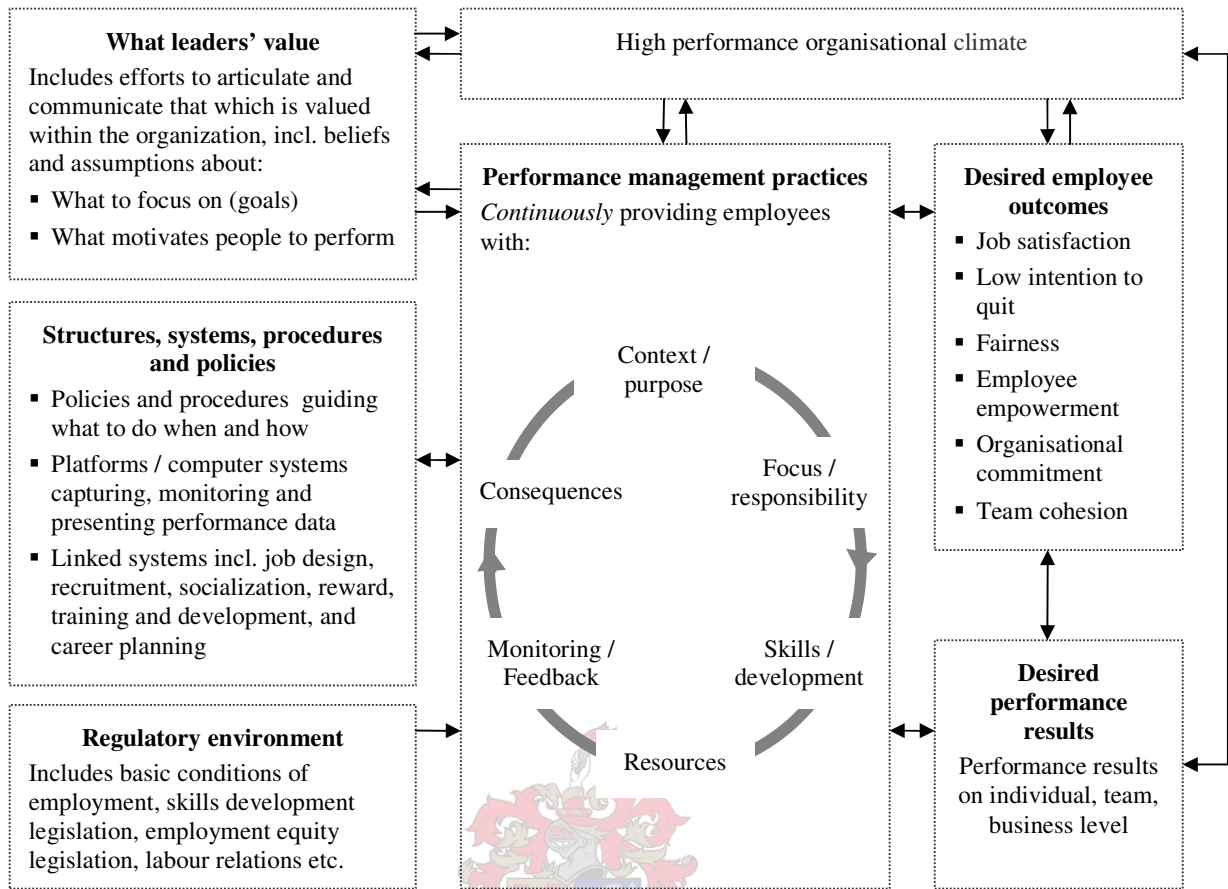 What leaders’ value
Includes efforts to articulate and
communicate that which is valued
within the organization, incl. beliefs
and assumptions about:
▪ What to focus on (goals)
▪ What motivates people to perform
High performance organisational climate
Structures, systems, procedures
and policies
▪ Policies and procedures guiding
what to do when and how
▪ Platforms / computer systems
capturing, monitoring and
presenting performance data
▪ Linked systems incl. job design,
recruitment, socialization, reward,
training and development, and
career planning
Regulatory environment
Includes basic conditions of
employment, skills development
legislation, employment equity
legislation, labour relations etc.
Performance management practices
Continuously providing employees
with:
Context /
purpose
Focus /
responsibility
Skills /
development
Resources
Monitoring /
Feedback
Consequences
Desired employee
outcomes
▪ Job satisfaction
▪ Low intention to
quit
▪ Fairness
▪ Employee
empowerment
▪ Organisational
commitment
▪ Team cohesion
Desired
performance
results
Performance results
on individual, team,
business level